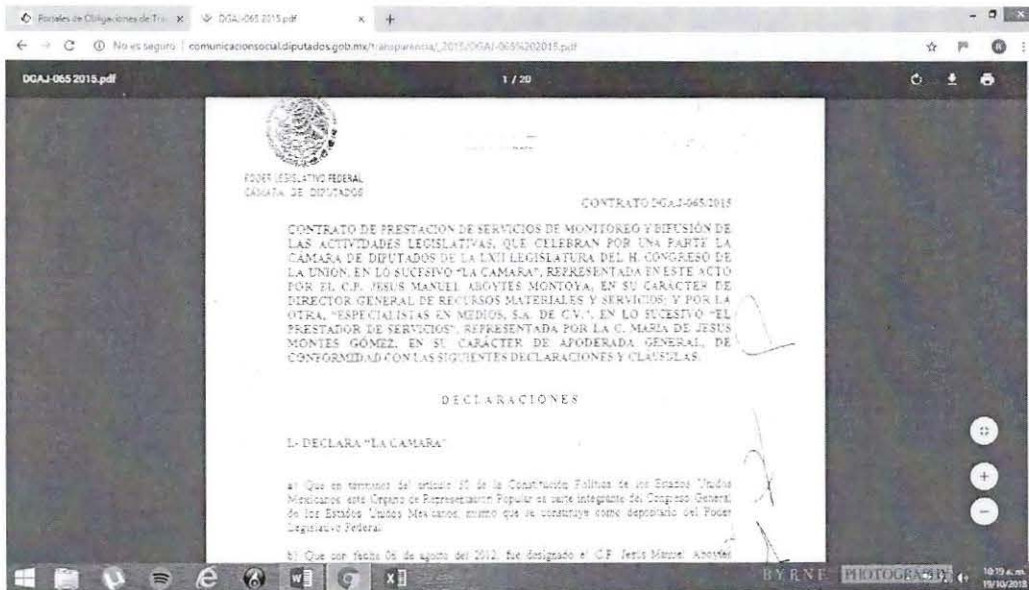 Portales de Obligaciones de Tra
DGAJ-065 2015.pdf
No es seguro | comunicacionsocial.diputados.gob.mx/transparencia/_2015/DGAJ-065%202015.pdf
DGAJ-065 2015.pdf
1 / 20
PODER LEGISLATIVO FEDERAL
CÁMARA DE DIPUTADOS
CONTRATO DGAJ-065/2015
CONTRATO DE PRESTACIÓN DE SERVICIOS DE MONITOREO Y DIFUSIÓN DE
LAS ACTIVIDADES LEGISLATIVAS, QUE CELEBRAN POR UNA PARTE LA
CÁMARA DE DIPUTADOS DE LA LXII LEGISLATURA DEL H. CONGRESO DE
LA UNIÓN, EN LO SUCESIVO "LA CÁMARA", REPRESENTADA EN ESTE ACTO
POR EL C.P. JESÚS MANUEL ABOYTES MONTOYA, EN SU CARÁCTER DE
DIRECTOR GENERAL DE RECURSOS MATERIALES Y SERVICIOS; Y POR LA
OTRA, "ESPECIALISTAS EN MEDIOS, S.A. DE C.V.", EN LO SUCESIVO "EL
PRESTADOR DE SERVICIOS", REPRESENTADA POR LA C. MARÍA DE JESÚS
MONTES GÓMEZ, EN SU CARÁCTER DE APODERADA GENERAL, DE
CONFORMIDAD CON LAS SIGUIENTES DECLARACIONES Y CLÁUSULAS.
DECLARACIONES
I.- DECLARA "LA CÁMARA"
a) Que en términos del artículo 50 de la Constitución Política de los Estados Unidos
Mexicanos, este Órgano de Representación Popular es parte integrante del Congreso General
de los Estados Unidos Mexicanos, mismo que se constituye como depositario del Poder
Legislativo Federal.
b) Que con fecha 06 de agosto del 2012, fue designado el C.P. Jesús Manuel Aboytes
BYRNE PHOTOGRAPHY
10:19 a. m.
19/10/2018